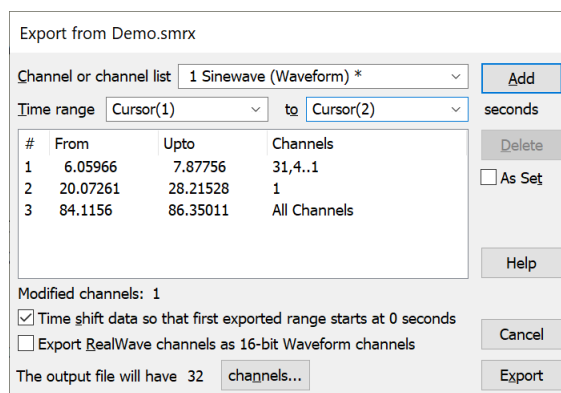 Export from Demo.smrx
Channel or channel list 1 Sinewave (Waveform) * Add
Time range Cursor(1) to Cursor(2) seconds
# From Upto Channels Delete
1 6.05966 7.87756 31,4..1
As Set
2 20.07261 28.21528 1
3 84.1156 86.35011 All Channels
Help
Modified channels: 1
Time shift data so that first exported range starts at 0 seconds
Cancel
Export RealWave channels as 16-bit Waveform channels
The output file will have 32 channels... Export